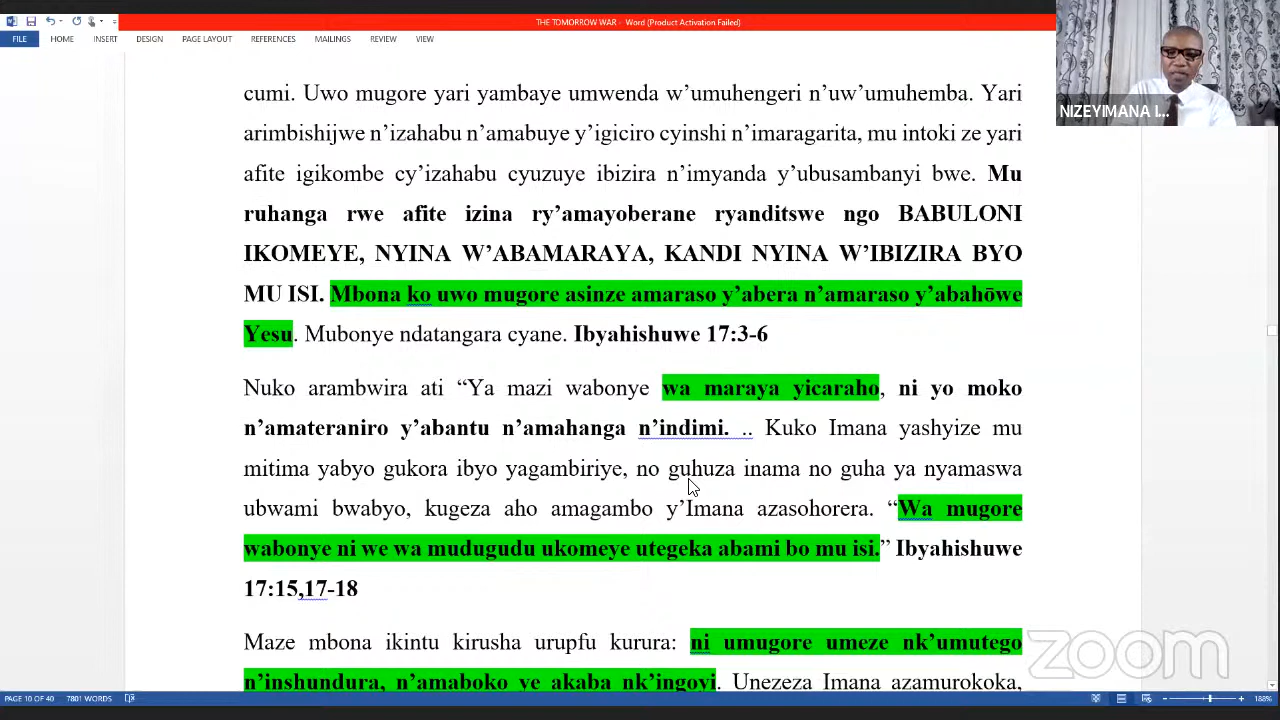 THE TOMORROW WAR - Word (Product Activation Failed)
FILE HOME INSERT DESIGN PAGE LAYOUT REFERENCES MAILINGS REVIEW VIEW
NIZEYIMANA I...
cumi. Uwo mugore yari yambaye umwenda w’umuhengeri n’uw’umuhemba. Yari
arimbishijwe n’izahabu n’amabuye y’igiciro cyinshi n’imaragarita, mu intoki ze yari
afite igikombe cy’izahabu cyuzuye ibizira n’imyanda y’ubusambanyi bwe. Mu
ruhanga rwe afite izina ry’amayoberane ryanditswe ngo BABULONI
IKOMEYE, NYINA W’ABAMARAYA, KANDI NYINA W’IBIZIRA BYO
MU ISI. Mbona ko uwo mugore asinze amaraso y’abera n’amaraso y’abahōwe
Yesu. Mubonye ndatangara cyane. Ibyahishuwe 17:3-6
Nuko arambwira ati “Ya mazi wabonye wa maraya yicaraho, ni yo moko
n’amateraniro y’abantu n’amahanga n’indimi. .. Kuko Imana yashyize mu
mitima yabyo gukora ibyo yagambiriye, no guhuza inama no guha ya nyamaswa
ubwami bwabyo, kugeza aho amagambo y’Imana azasohorera. “Wa mugore
wabonye ni we wa mudugudu ukomeye utegeka abami bo mu isi.” Ibyahishuwe
17:15,17-18
Maze mbona ikintu kirusha urupfu kurura: ni umugore umeze nk’umutego
n’inshundura, n’amaboko ye akaba nk’ingoyi. Unezeza Imana azamurokoka,
zoom
PAGE 10 OF 40 7801 WORDS 188%